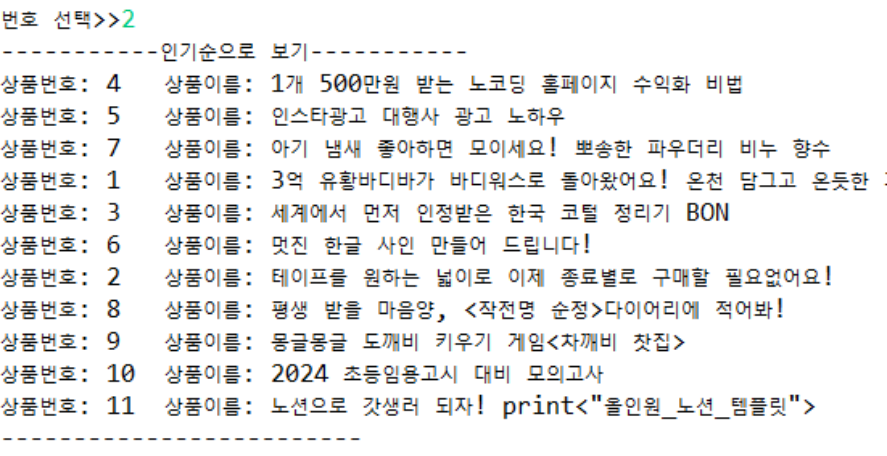 번호 선택>>2
-----------인기순으로 보기-----------
상품번호: 4 상품이름: 1개 500만원 받는 노코딩 홈페이지 수익화 비법
상품번호: 5 상품이름: 인스타광고 대행사 광고 노하우
상품번호: 7 상품이름: 아기 냄새 좋아하면 모이세요! 뽀송한 파우더리 비누 향수
상품번호: 1 상품이름: 3억 유황바디바가 바디워스로 돌아왔어요! 온천 담그고 온듯한
상품번호: 3 상품이름: 세계에서 먼저 인정받은 한국 코털 정리기 BON
상품번호: 6 상품이름: 멋진 한글 사인 만들어 드립니다!
상품번호: 2 상품이름: 테이프를 원하는 넓이로 이제 종료별로 구매할 필요없어요!
상품번호: 8 상품이름: 평생 받을 마음양, <작전명 순정>다이어리에 적어봐!
상품번호: 9 상품이름: 몽글몽글 도깨비 키우기 게임<차깨비 찻집>
상품번호: 10 상품이름: 2024 초등임용고시 대비 모의고사
상품번호: 11 상품이름: 노션으로 갓생러 되자! print<"올인원_노션_템플릿">
-------------------------